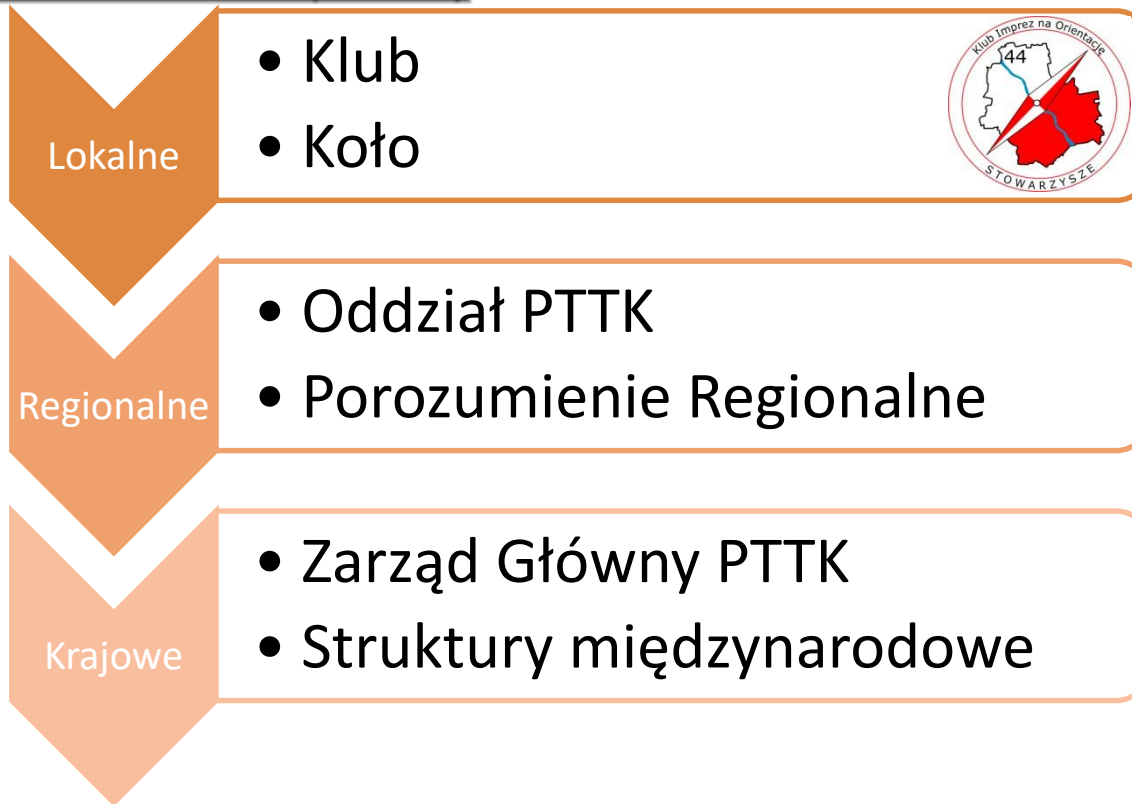 Lokalne
• Klub
• Koło
Klub Imprez na Orientację
44
STOWARZYSZE
Regionalne
• Oddział PTTK
• Porozumienie Regionalne
Krajowe
• Zarząd Główny PTTK
• Struktury międzynarodowe